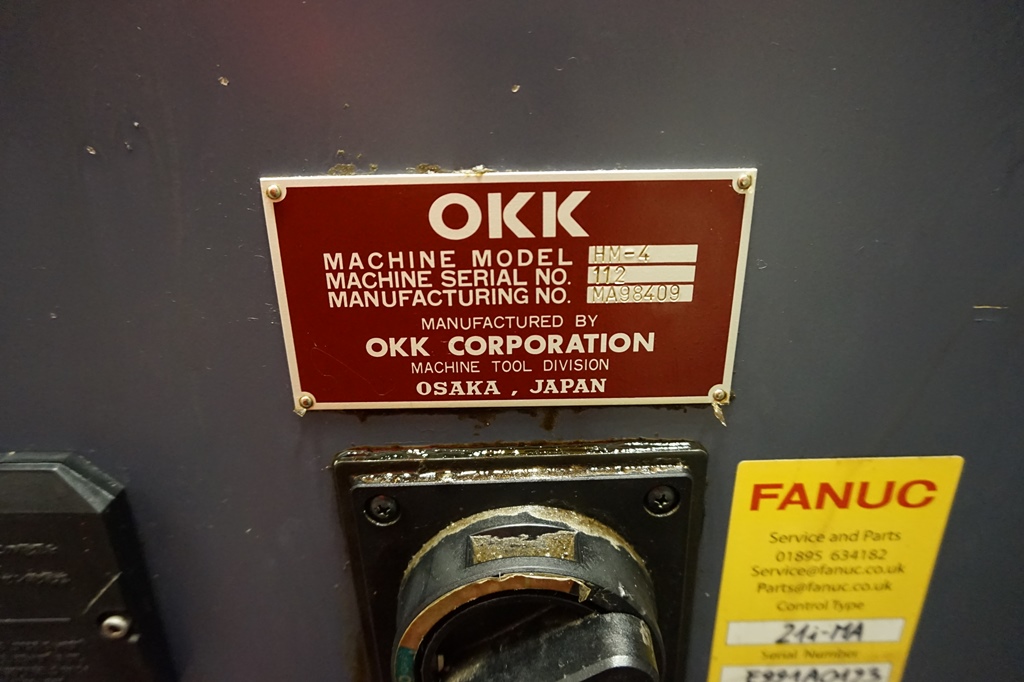 OKK
MACHINE MODEL HM-4
MACHINE SERIAL NO. 112
MANUFACTURING NO. MA98409
MANUFACTURED BY
OKK CORPORATION
MACHINE TOOL DIVISION
OSAKA , JAPAN
FANUC
Service and Parts
01895 634182
Service@fanuc.co.uk
Parts@fanuc.co.uk
Control Type
21i-MA
Serial Number